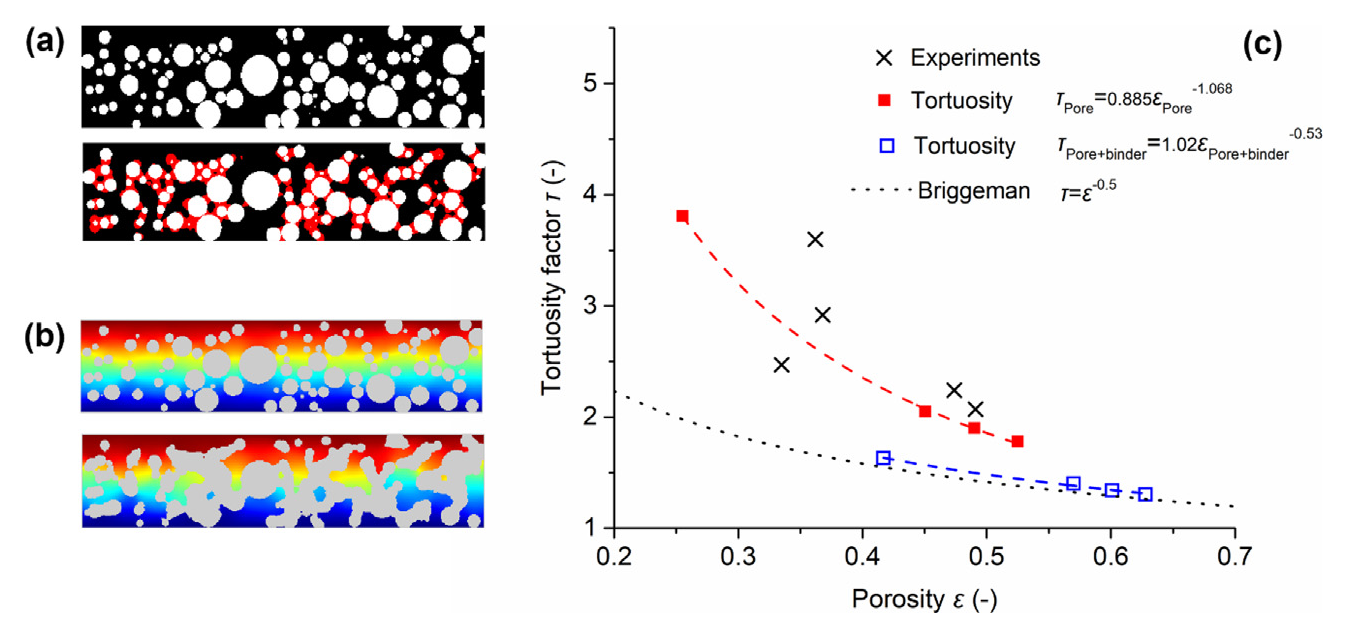 (a)
(b)
(c)
× Experiments
Tortuosity τPore=0.885εPore^-1.068
Tortuosity τPore+binder=1.02εPore+binder^-0.53
Briggeman τ=ε^-0.5
Tortuosity factor τ (-)
5
4
3
2
1
0.2 0.3 0.4 0.5 0.6 0.7
Porosity ε (-)